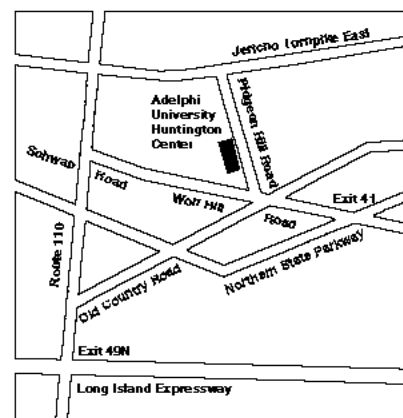 Jericho Turnpike East
Adelphi
University
Huntington
Center
Pidgeon Hill Road
Schwab
Road
Wolf Hill
Road
Exit 41
Route 110
Old Country Road
Northern State Parkway
Exit 49N
Long Island Expressway